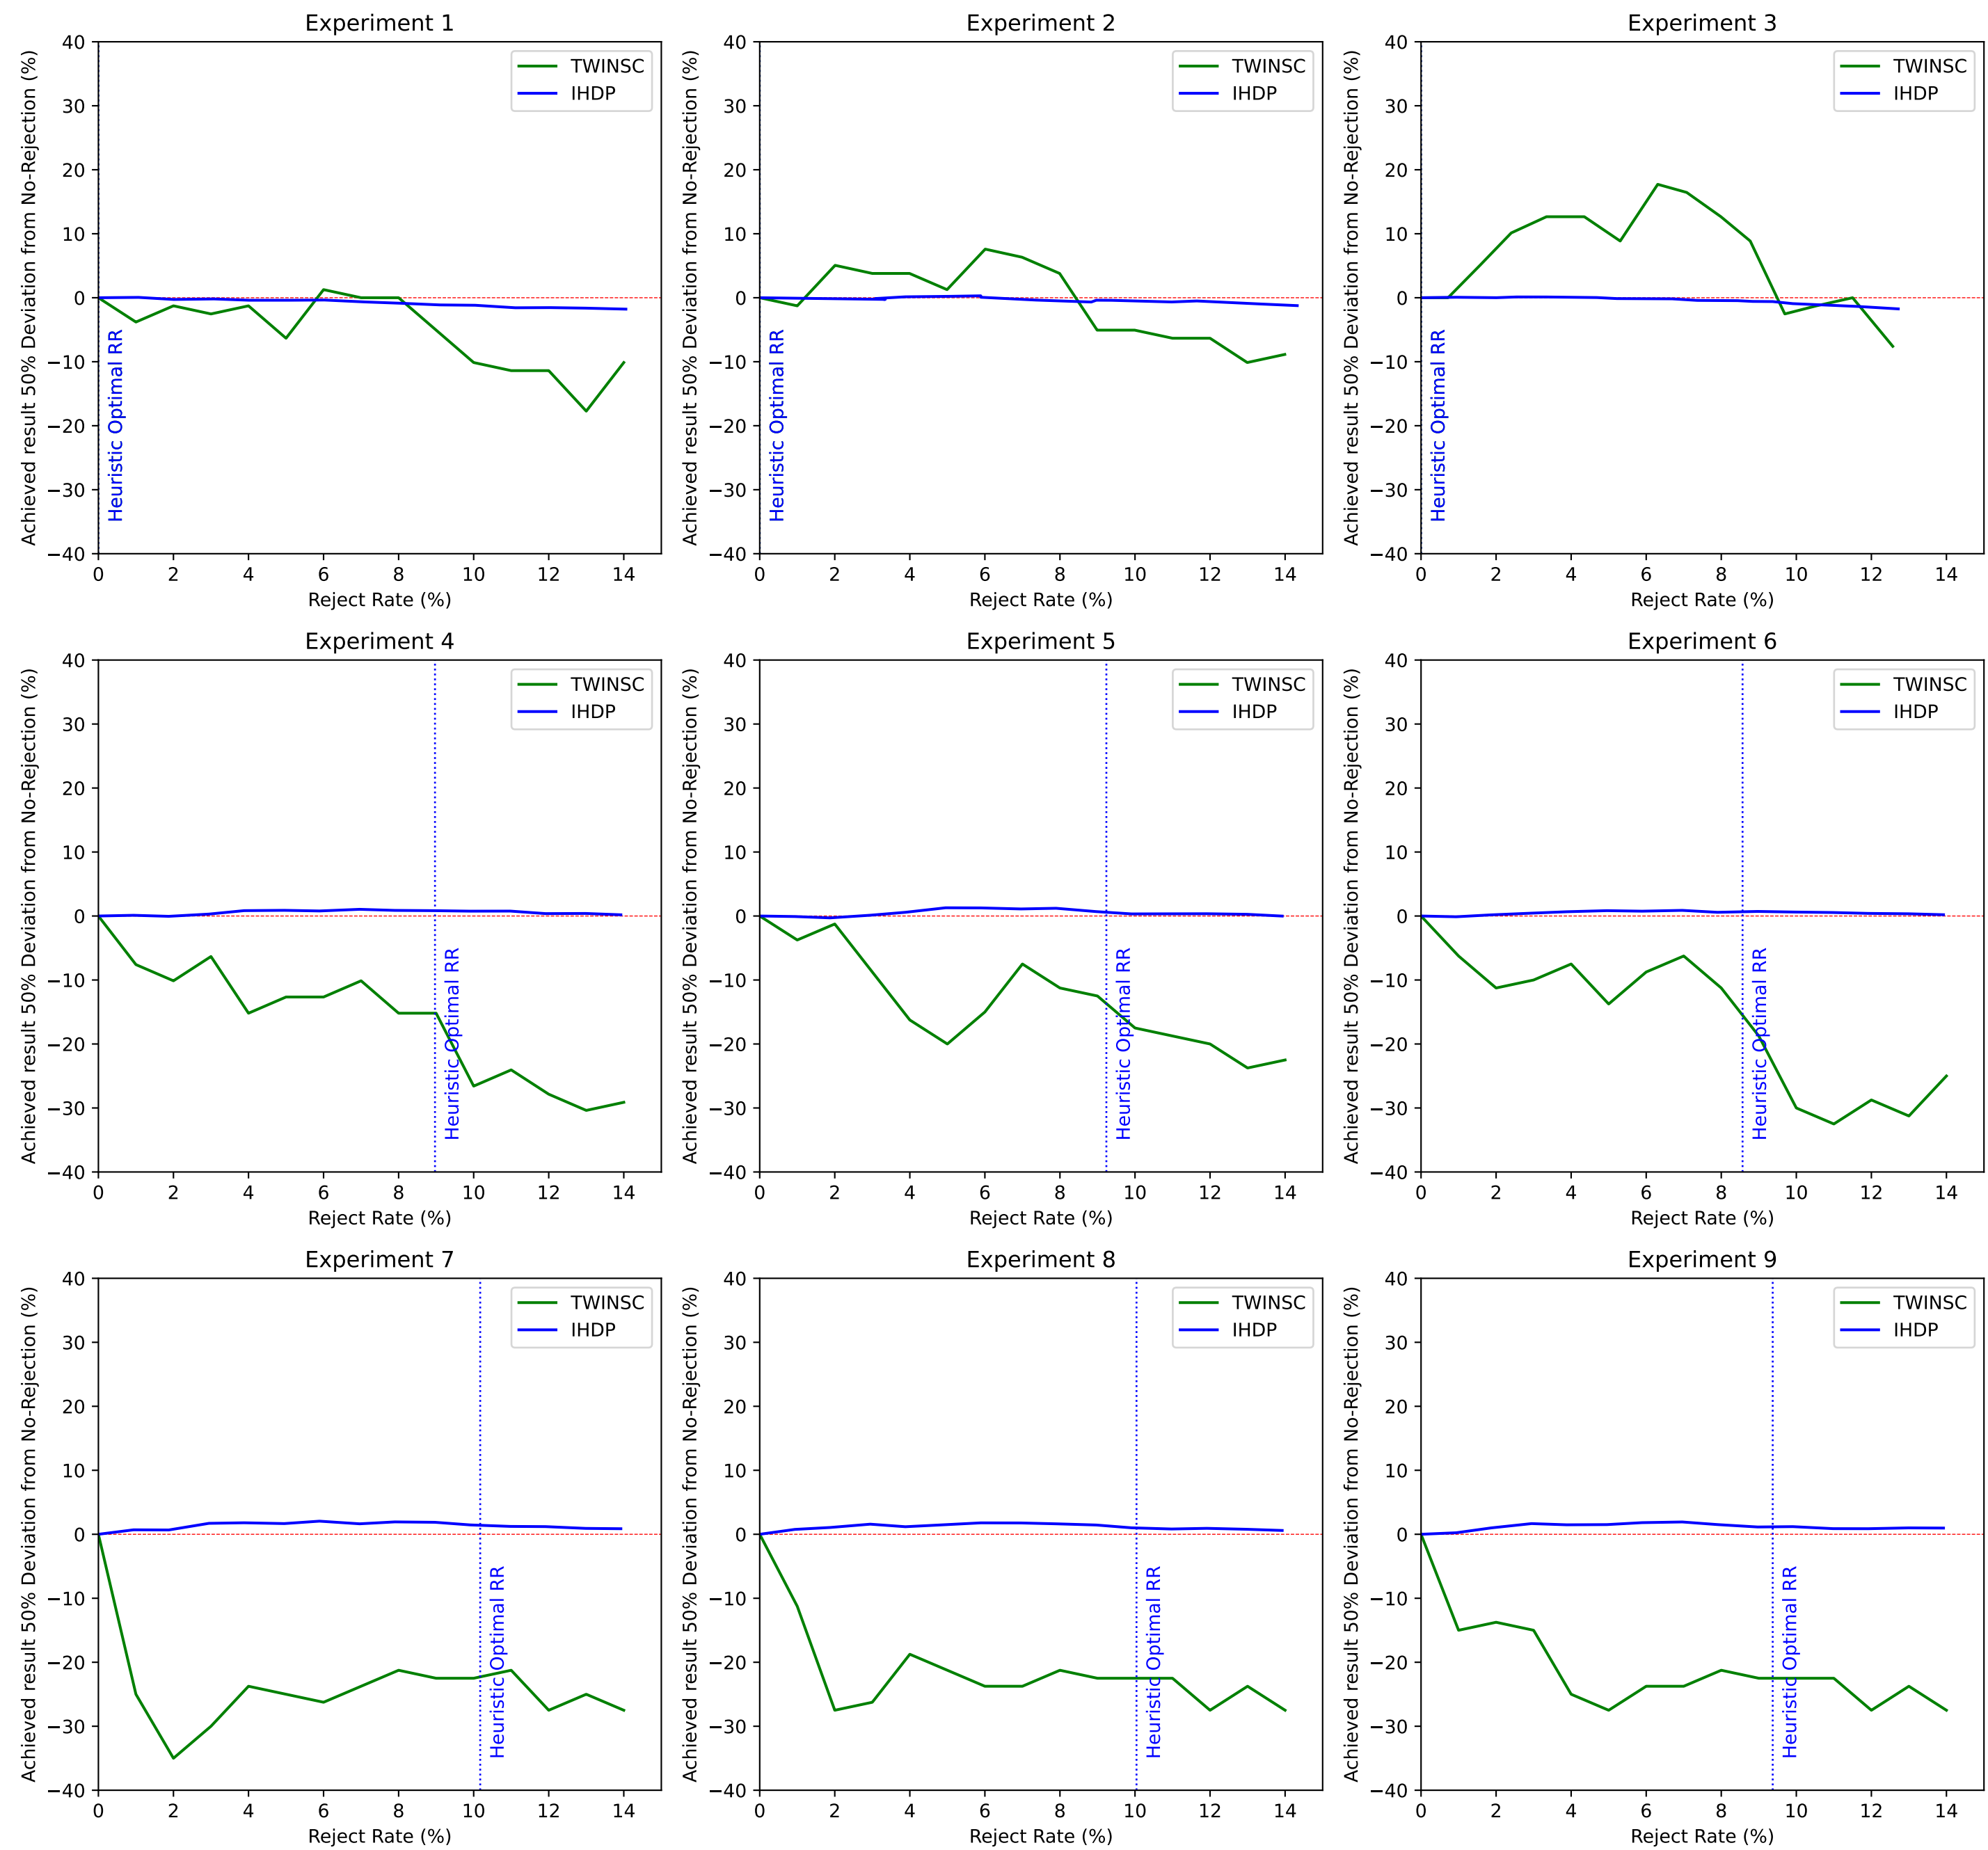 Experiment 1
Achieved result 50% Deviation from No-Rejection (%)
40
30
20
10
0
−10
−20
−30
−40
TWINSC
IHDP
Heuristic Optimal RR
0 2 4 6 8 10 12 14
Reject Rate (%)
Experiment 2
Achieved result 50% Deviation from No-Rejection (%)
40
30
20
10
0
−10
−20
−30
−40
TWINSC
IHDP
Heuristic Optimal RR
0 2 4 6 8 10 12 14
Reject Rate (%)
Experiment 3
Achieved result 50% Deviation from No-Rejection (%)
40
30
20
10
0
−10
−20
−30
−40
TWINSC
IHDP
Heuristic Optimal RR
0 2 4 6 8 10 12 14
Reject Rate (%)
Experiment 4
Achieved result 50% Deviation from No-Rejection (%)
40
30
20
10
0
−10
−20
−30
−40
TWINSC
IHDP
Heuristic Optimal RR
0 2 4 6 8 10 12 14
Reject Rate (%)
Experiment 5
Achieved result 50% Deviation from No-Rejection (%)
40
30
20
10
0
−10
−20
−30
−40
TWINSC
IHDP
Heuristic Optimal RR
0 2 4 6 8 10 12 14
Reject Rate (%)
Experiment 6
Achieved result 50% Deviation from No-Rejection (%)
40
30
20
10
0
−10
−20
−30
−40
TWINSC
IHDP
Heuristic Optimal RR
0 2 4 6 8 10 12 14
Reject Rate (%)
Experiment 7
Achieved result 50% Deviation from No-Rejection (%)
40
30
20
10
0
−10
−20
−30
−40
TWINSC
IHDP
Heuristic Optimal RR
0 2 4 6 8 10 12 14
Reject Rate (%)
Experiment 8
Achieved result 50% Deviation from No-Rejection (%)
40
30
20
10
0
−10
−20
−30
−40
TWINSC
IHDP
Heuristic Optimal RR
0 2 4 6 8 10 12 14
Reject Rate (%)
Experiment 9
Achieved result 50% Deviation from No-Rejection (%)
40
30
20
10
0
−10
−20
−30
−40
TWINSC
IHDP
Heuristic Optimal RR
0 2 4 6 8 10 12 14
Reject Rate (%)